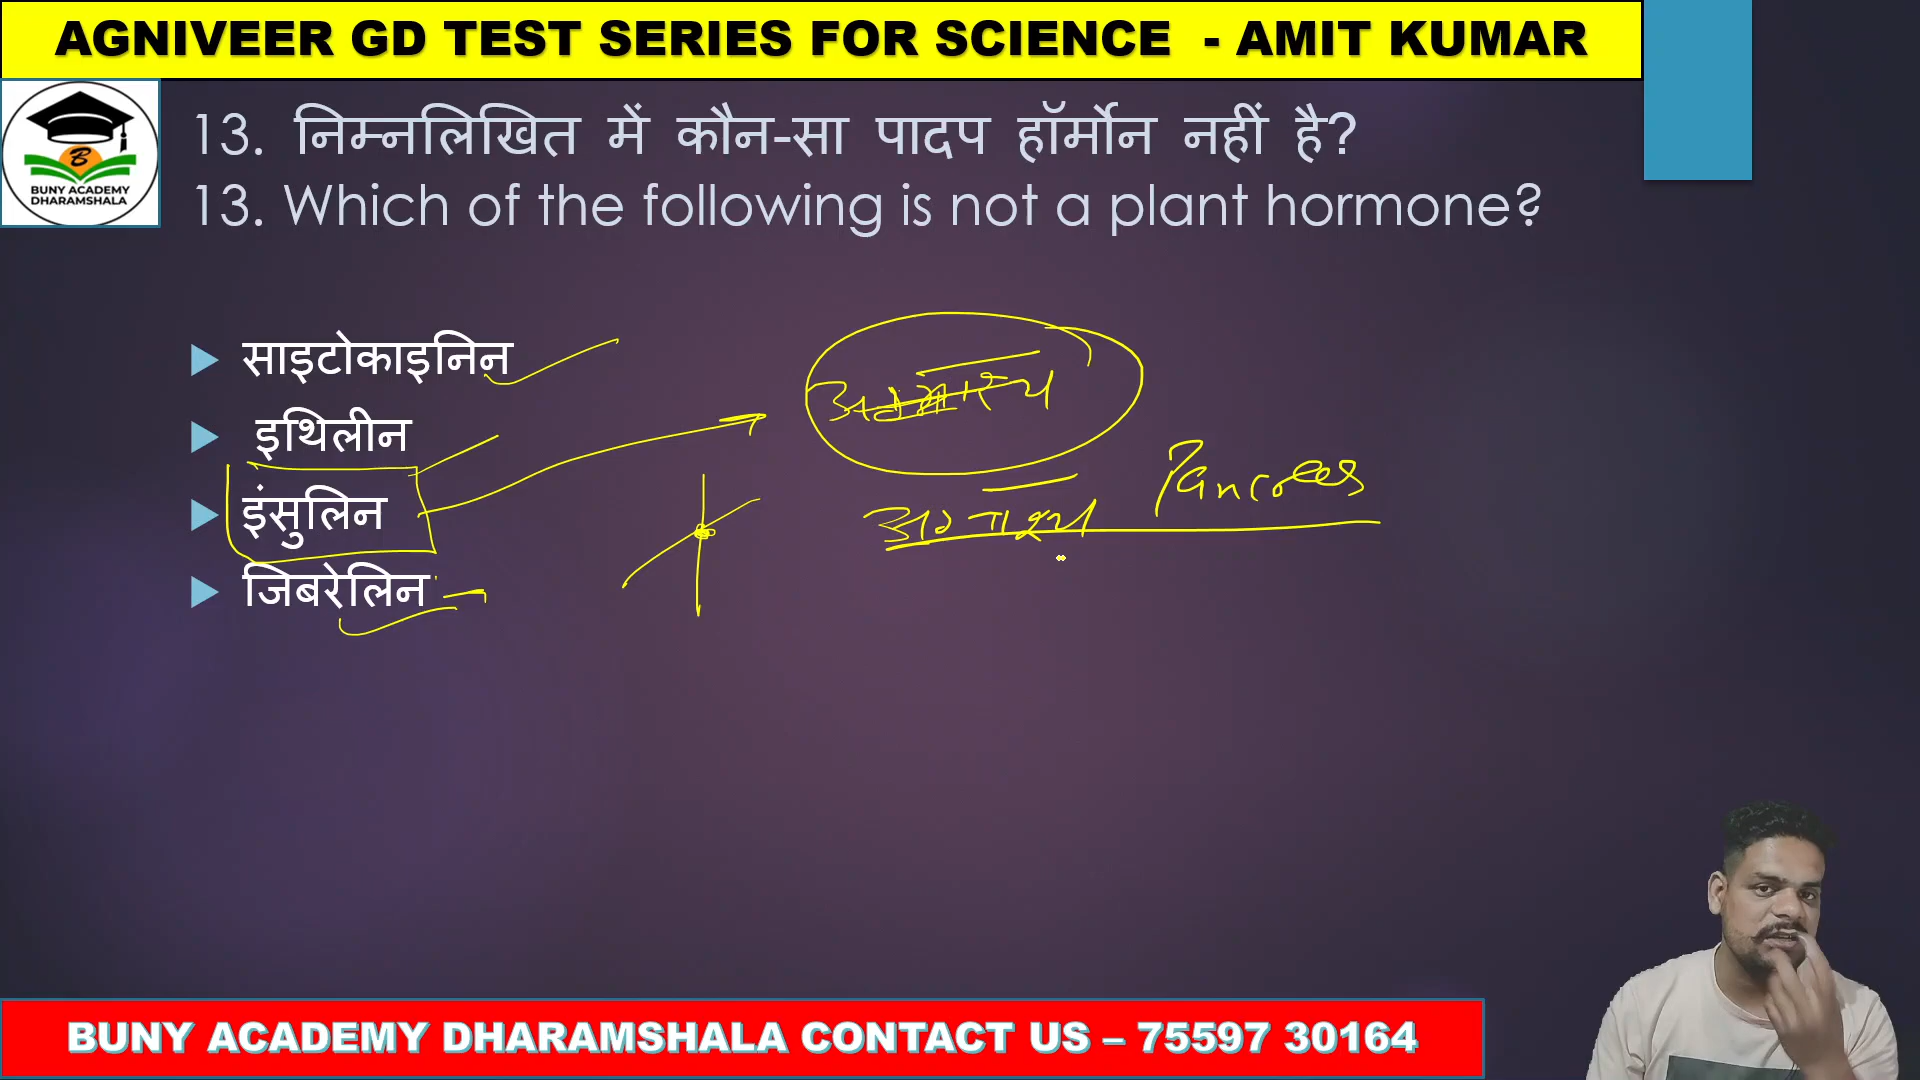 AGNIVEER GD TEST SERIES FOR SCIENCE - AMIT KUMAR
BUNY ACADEMY
DHARAMSHALA
13. निम्नलिखित में कौन-सा पादप हॉर्मोन नहीं है?
13. Which of the following is not a plant hormone?
साइटोकाइनिन
इथिलीन
इंसुलिन
जिबरेलिन
अग्नाश्य
BUNY ACADEMY DHARAMSHALA CONTACT US – 75597 30164